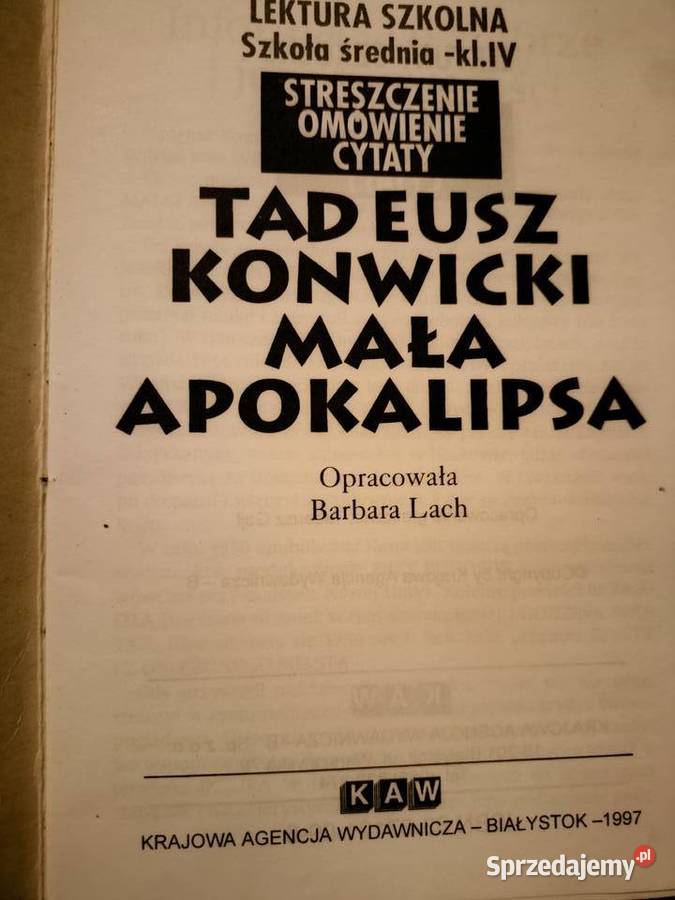 LEKTURA SZKOLNA
Szkoła średnia -kl.IV
STRESZCZENIE
OMÓWIENIE
CYTATY
TADEUSZ
KONWICKI
MAŁA
APOKALIPSA
Opracowała
Barbara Lach
KAW
KRAJOWA AGENCJA WYDAWNICZA – BIAŁYSTOK –1997
Sprzedajemy.pl